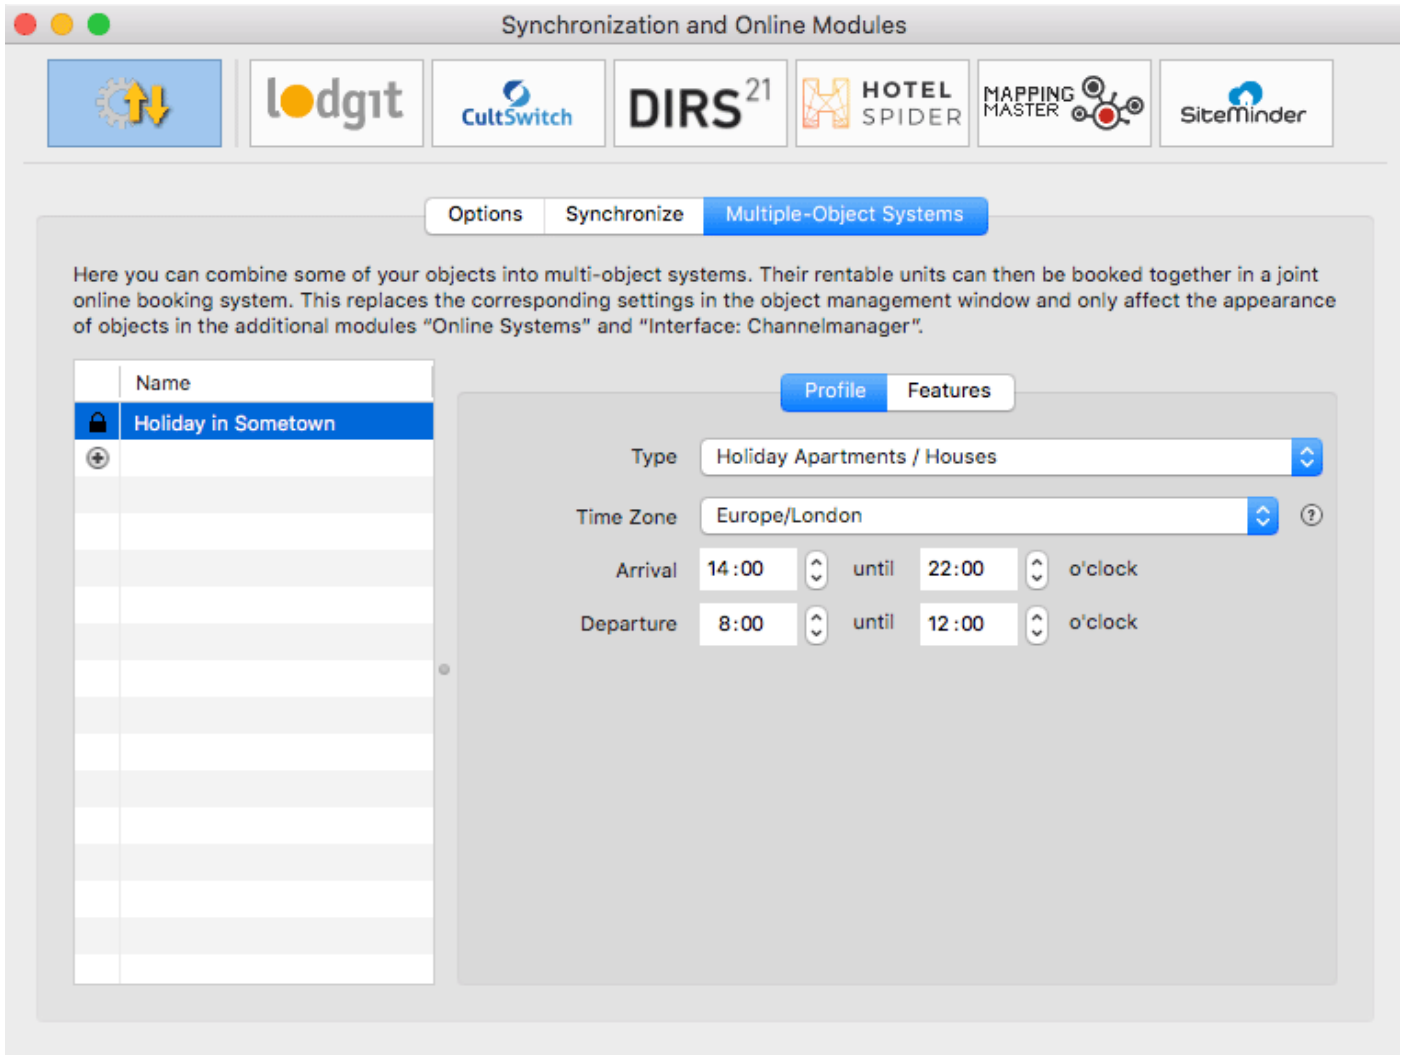 Synchronization and Online Modules
lodgit
CultSwitch
DIRS21
HOTEL
SPIDER
MAPPING
MASTER
SiteMinder
Options Synchronize Multiple-Object Systems
Here you can combine some of your objects into multi-object systems. Their rentable units can then be booked together in a joint
online booking system. This replaces the corresponding settings in the object management window and only affect the appearance
of objects in the additional modules “Online Systems” and “Interface: Channelmanager”.
Name
Holiday in Sometown
Profile Features
Type Holiday Apartments / Houses
Time Zone Europe/London ?
Arrival 14:00 until 22:00 o'clock
Departure 8:00 until 12:00 o'clock